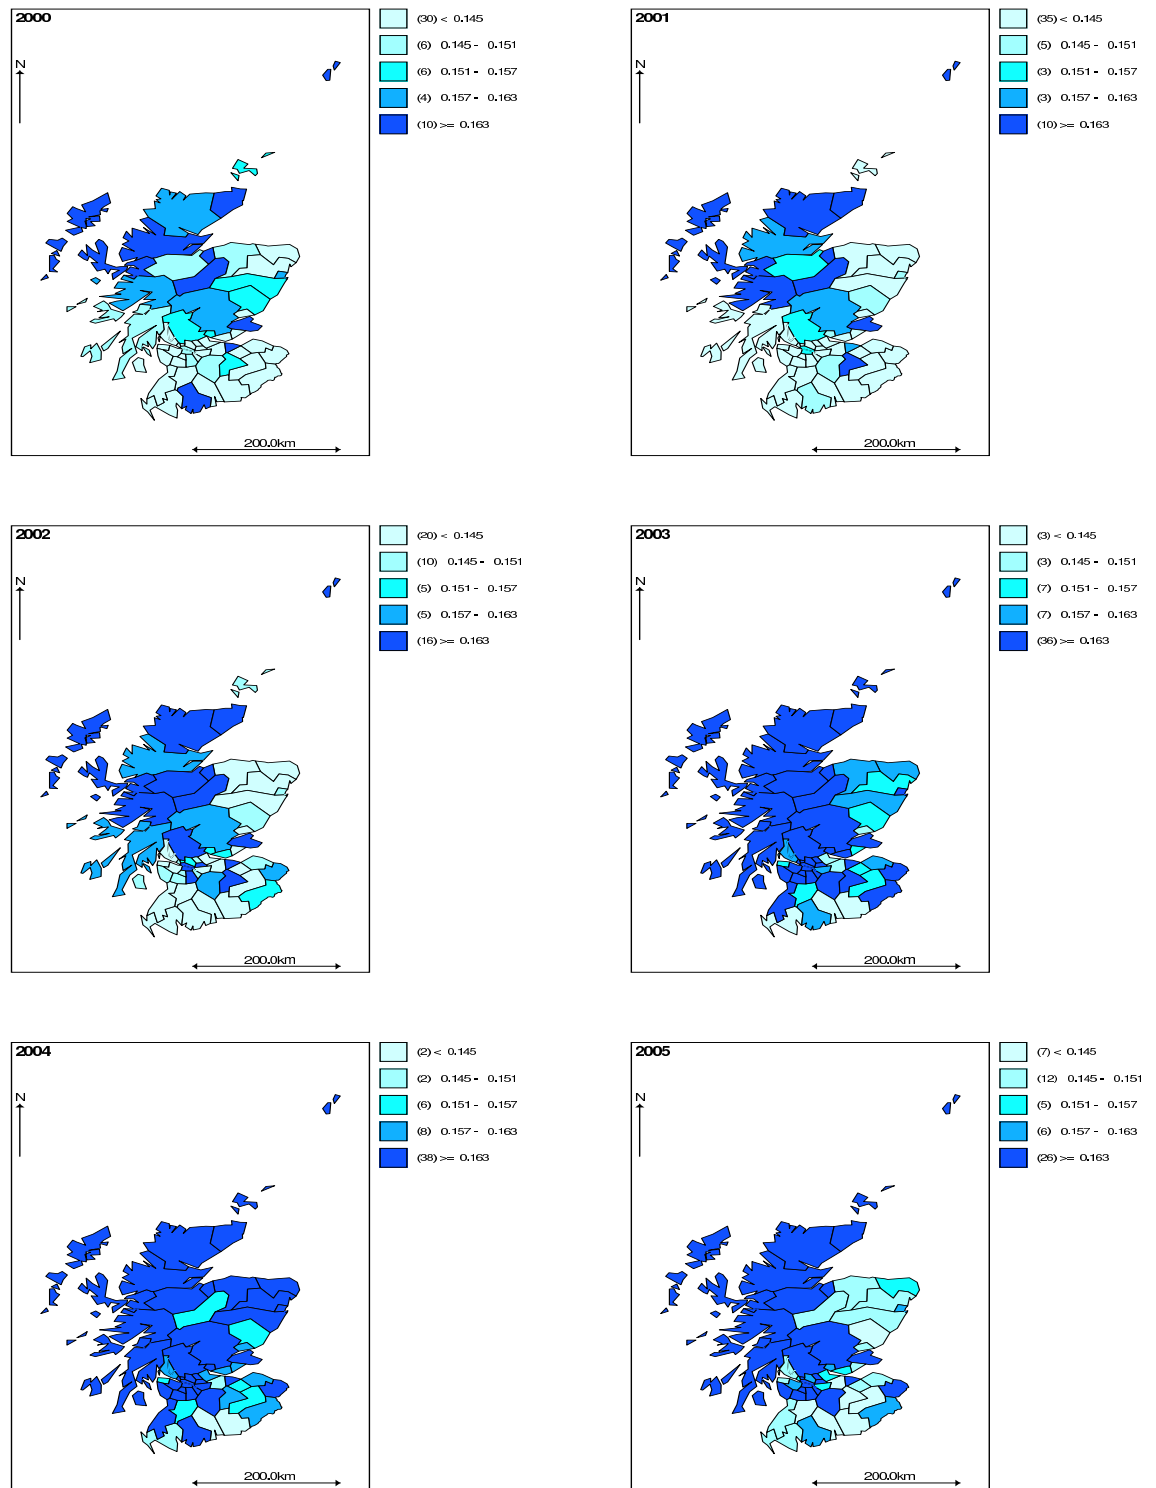 2000
(30) < 0.145
(6) 0.145 - 0.151
(6) 0.151 - 0.157
(4) 0.157 - 0.163
(10) >= 0.163
N
200.0km
2001
(35) < 0.145
(5) 0.145 - 0.151
(3) 0.151 - 0.157
(3) 0.157 - 0.163
(10) >= 0.163
N
200.0km
2002
(20) < 0.145
(10) 0.145 - 0.151
(5) 0.151 - 0.157
(5) 0.157 - 0.163
(16) >= 0.163
N
200.0km
2003
(3) < 0.145
(3) 0.145 - 0.151
(7) 0.151 - 0.157
(7) 0.157 - 0.163
(36) >= 0.163
N
200.0km
2004
(2) < 0.145
(2) 0.145 - 0.151
(6) 0.151 - 0.157
(8) 0.157 - 0.163
(38) >= 0.163
N
200.0km
2005
(7) < 0.145
(12) 0.145 - 0.151
(5) 0.151 - 0.157
(6) 0.157 - 0.163
(26) >= 0.163
N
200.0km